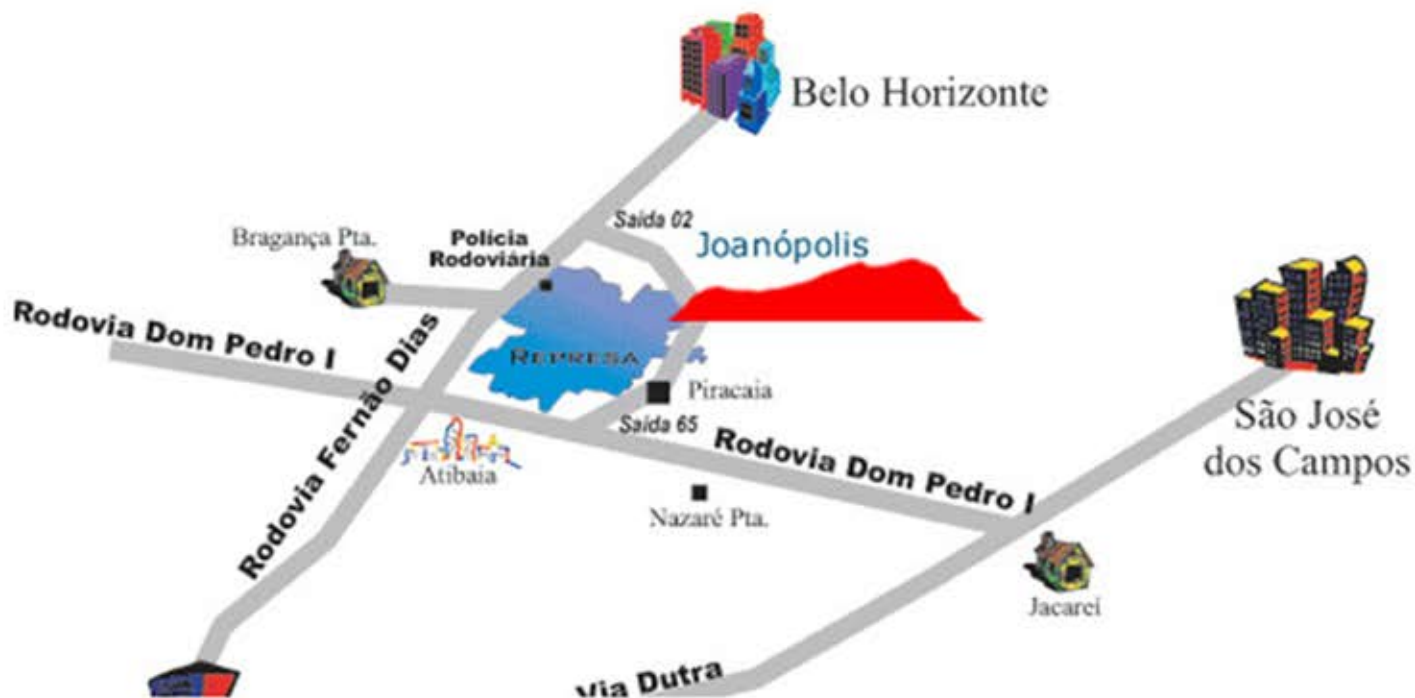 Belo Horizonte
Saída 02
Bragança Pta.
Polícia
Rodoviária
Joanópolis
Rodovia Dom Pedro I
Rodovia Fernão Dias
REPRESA
Piracaia
Saída 65
São José
dos Campos
Atibaia
Rodovia Dom Pedro I
Nazaré Pta.
Jacareí
Via Dutra